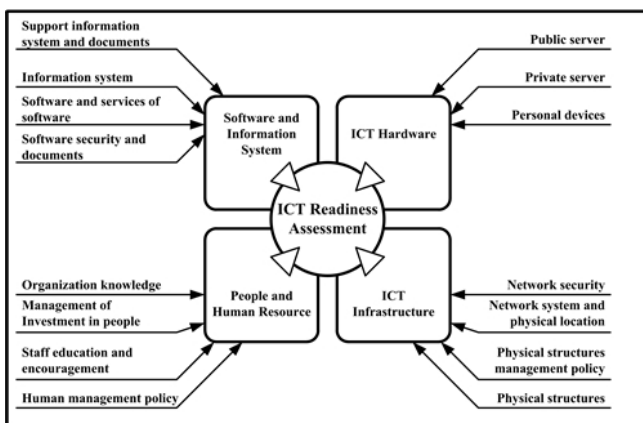 Support information
system and documents
Information system
Software and services of
software
Software security and
documents
Software and
Information
System
Public server
Private server
Personal devices
ICT Hardware
ICT Readiness
Assessment
Organization knowledge
Management of
Investment in people
Staff education and
encouragement
Human management policy
People and
Human Resource
ICT
Infrastructure
Network security
Network system and
physical location
Physical structures
management policy
Physical structures